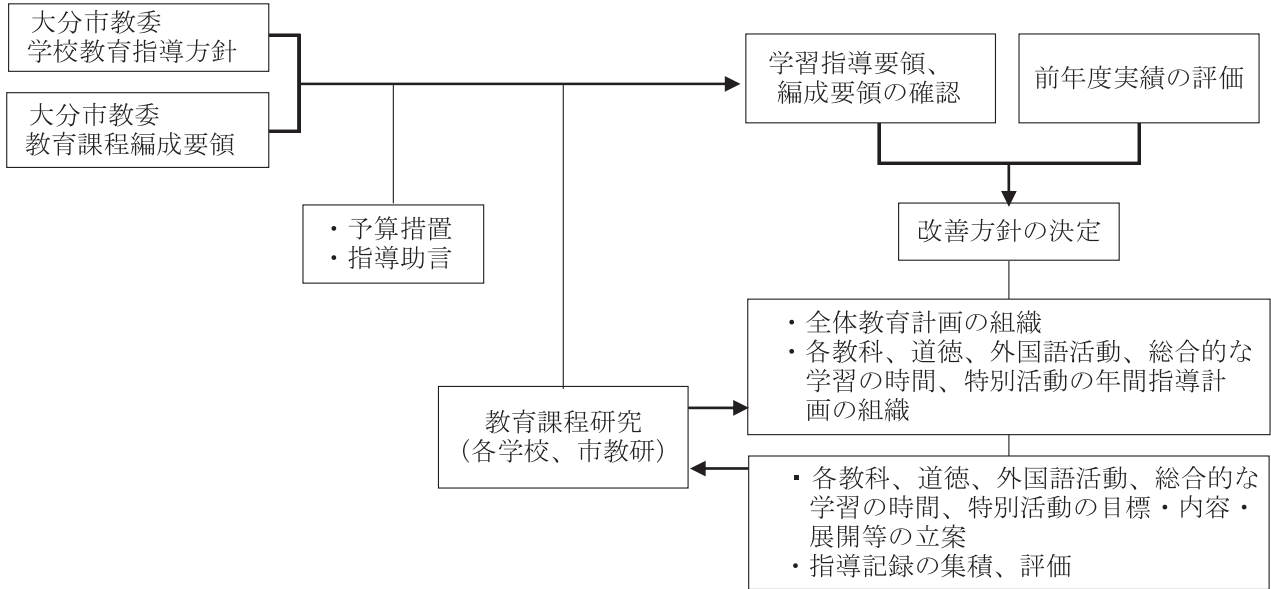 大分市教委
学校教育指導方針
大分市教委
教育課程編成要領
学習指導要領、
編成要領の確認
前年度実績の評価
・予算措置
・指導助言
改善方針の決定
・全体教育計画の組織
・各教科、道徳、外国語活動、総合的な
学習の時間、特別活動の年間指導計
画の組織
教育課程研究
(各学校、市教研)
・各教科、道徳、外国語活動、総合的な
学習の時間、特別活動の目標・内容・
展開等の立案
・指導記録の集積、評価